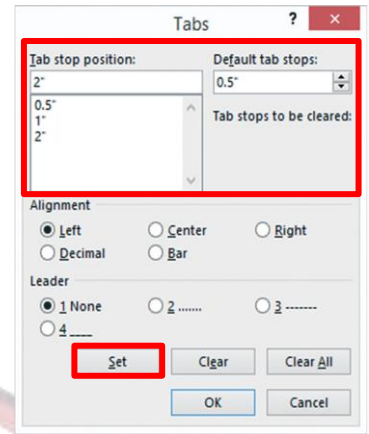 Tabs ? ×
Tab stop position: Default tab stops:
2" 0.5"
0.5" Tab stops to be cleared:
1"
2"
Alignment
Left Center Right
Decimal Bar
Leader
1 None 2 ....... 3 -------
4 ____
Set Clear Clear All
OK Cancel